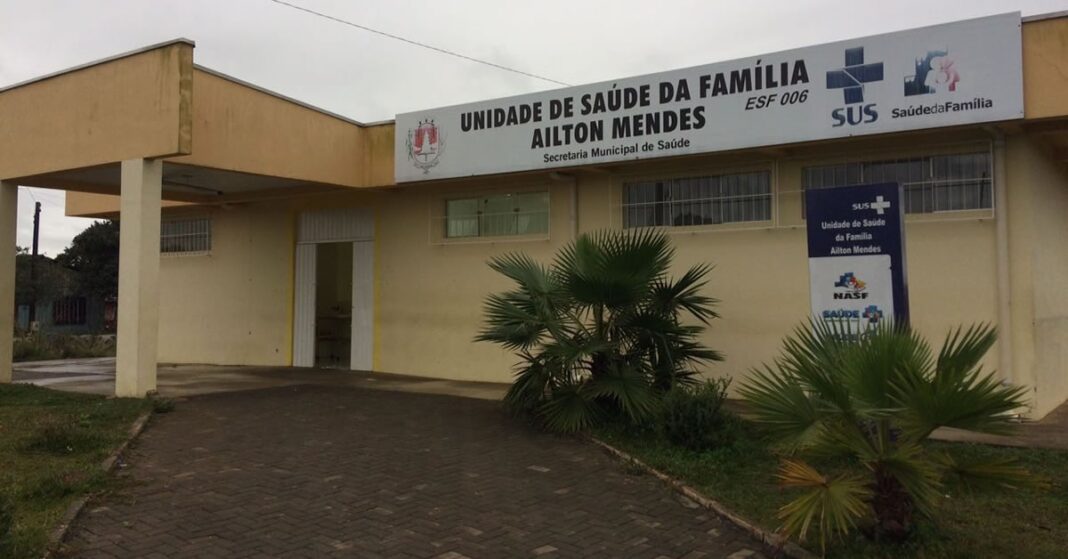 UNIDADE DE SAÚDE DA FAMÍLIA
AILTON MENDES
ESF 006
Secretaria Municipal de Saúde
SUS
SaúdedaFamília
SUS
Unidade de Saúde
da Família
Ailton Mendes
NASF
SAÚDE